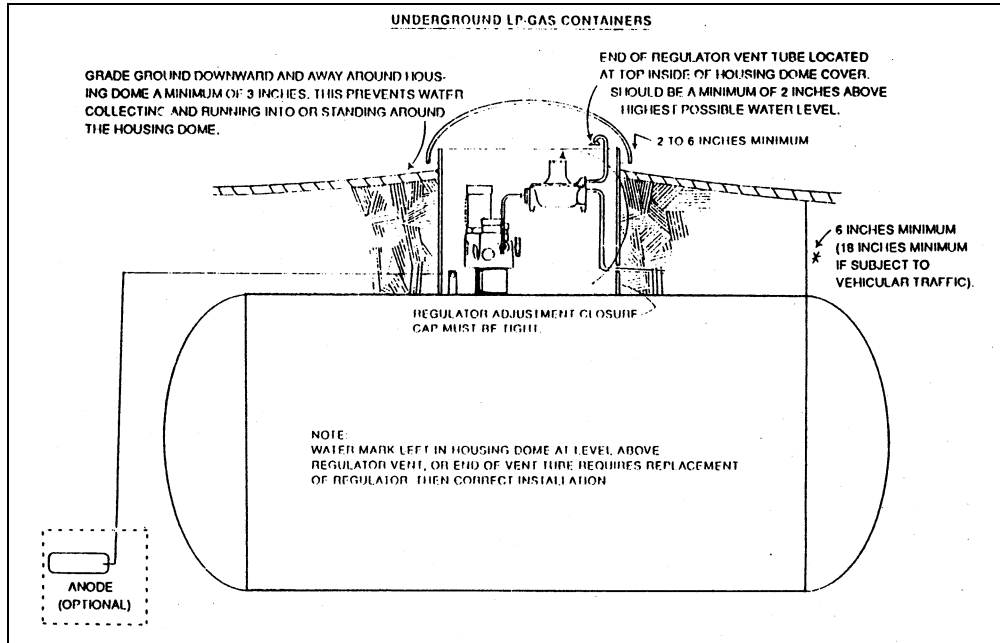 UNDERGROUND LP-GAS CONTAINERS
GRADE GROUND DOWNWARD AND AWAY AROUND HOUS-
ING DOME A MINIMUM OF 3 INCHES. THIS PREVENTS WATER
COLLECTING AND RUNNING INTO OR STANDING AROUND
THE HOUSING DOME.
END OF REGULATOR VENT TUBE LOCATED
AT TOP INSIDE OF HOUSING DOME COVER.
SHOULD BE A MINIMUM OF 2 INCHES ABOVE
HIGHEST POSSIBLE WATER LEVEL.
2 TO 6 INCHES MINIMUM
6 INCHES MINIMUM
(18 INCHES MINIMUM
IF SUBJECT TO
VEHICULAR TRAFFIC).
REGULATOR ADJUSTMENT CLOSURE
CAP MUST BE TIGHT.
NOTE:
WATER MARK LEFT IN HOUSING DOME AT LEVEL ABOVE
REGULATOR VENT, OR END OF VENT TUBE REQUIRES REPLACEMENT
OF REGULATOR. THEN CORRECT INSTALLATION
ANODE
(OPTIONAL)